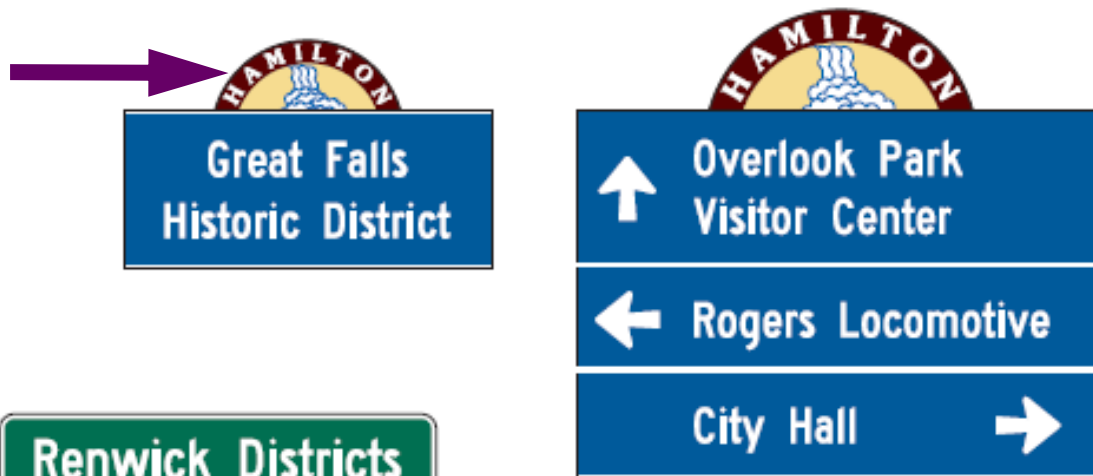 HAMILTON
Great Falls
Historic District
HAMILTON
Overlook Park
Visitor Center
Rogers Locomotive
City Hall
Renwick Districts